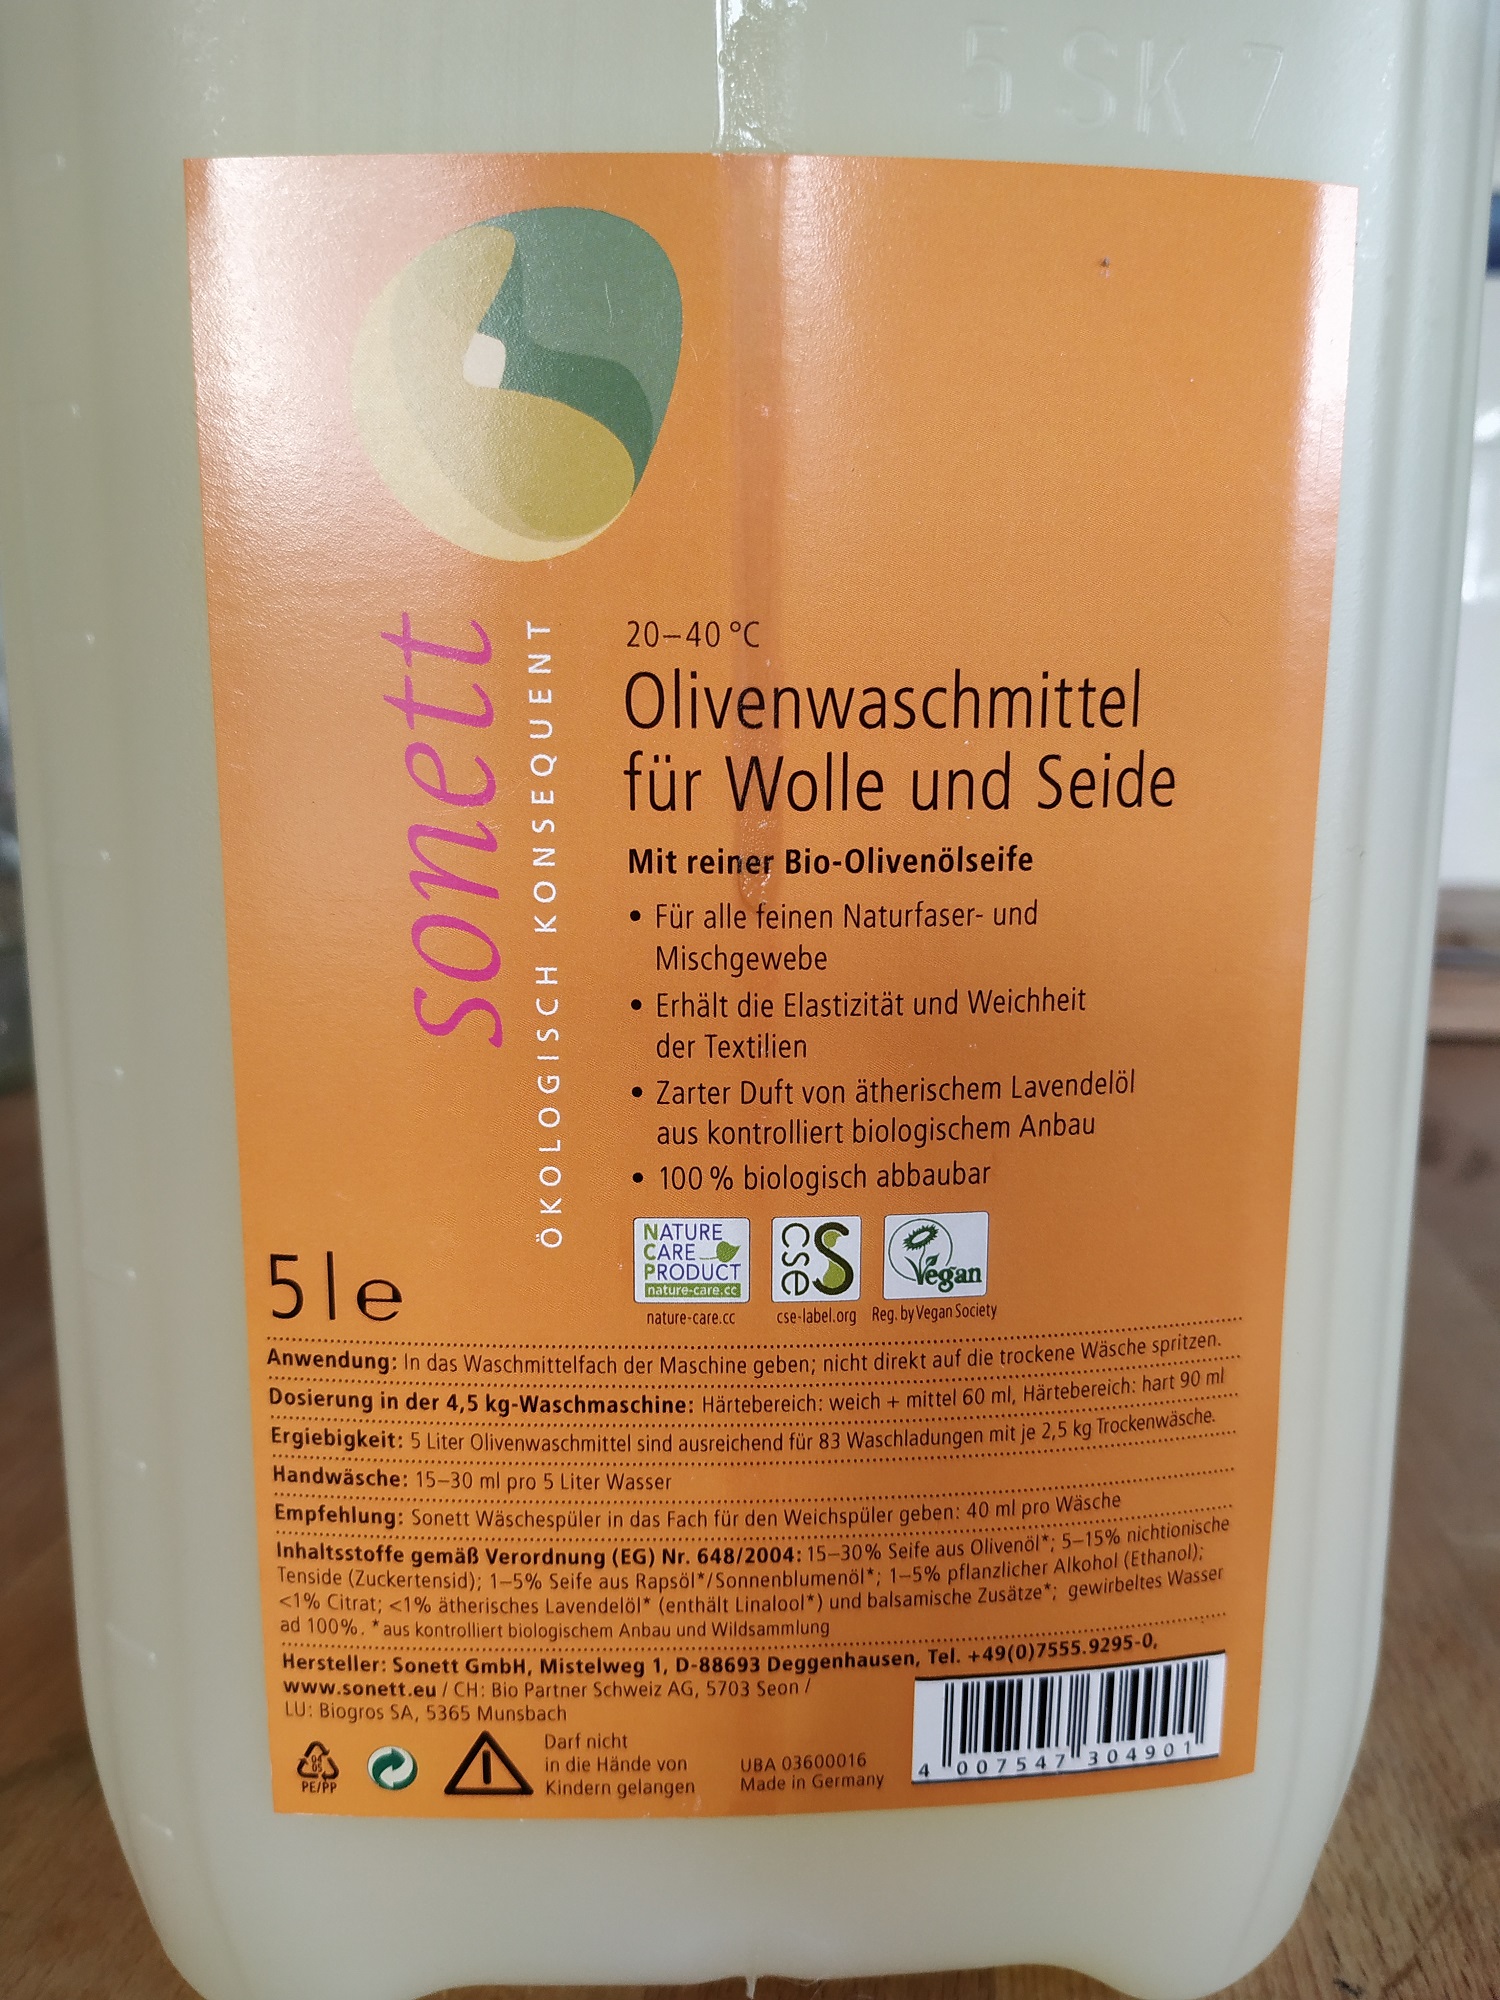 5 SK 7
sonett
ÖKOLOGISCH KONSEQUENT
20–40 °C
Olivenwaschmittel
für Wolle und Seide
Mit reiner Bio-Olivenölseife
• Für alle feinen Naturfaser- und
Mischgewebe
• Erhält die Elastizität und Weichheit
der Textilien
• Zarter Duft von ätherischem Lavendelöl
aus kontrolliert biologischem Anbau
• 100 % biologisch abbaubar
NATURE
CARE
PRODUCT
nature-care.cc
cse
Vegan
nature-care.cc
cse-label.org
Reg. by Vegan Society
5 l e
Anwendung: In das Waschmittelfach der Maschine geben; nicht direkt auf die trockene Wäsche spritzen.
Dosierung in der 4,5 kg-Waschmaschine: Härtebereich: weich + mittel 60 ml, Härtebereich: hart 90 ml
Ergiebigkeit: 5 Liter Olivenwaschmittel sind ausreichend für 83 Waschladungen mit je 2,5 kg Trockenwäsche.
Handwäsche: 15–30 ml pro 5 Liter Wasser
Empfehlung: Sonett Wäschespüler in das Fach für den Weichspüler geben: 40 ml pro Wäsche
Inhaltsstoffe gemäß Verordnung (EG) Nr. 648/2004: 15–30% Seife aus Olivenöl*; 5–15% nichtionische
Tenside (Zuckertensid); 1–5% Seife aus Rapsöl*/Sonnenblumenöl*; 1–5% pflanzlicher Alkohol (Ethanol);
<1% Citrat; <1% ätherisches Lavendelöl* (enthält Linalool*) und balsamische Zusätze*; gewirbeltes Wasser
ad 100%. *aus kontrolliert biologischem Anbau und Wildsammlung
Hersteller: Sonett GmbH, Mistelweg 1, D-88693 Deggenhausen, Tel. +49(0)7555.9295-0,
www.sonett.eu / CH: Bio Partner Schweiz AG, 5703 Seon /
LU: Biogros SA, 5365 Munsbach
04
05
PE/PP
Darf nicht
in die Hände von
Kindern gelangen
UBA 03600016
Made in Germany
4 007547 304901